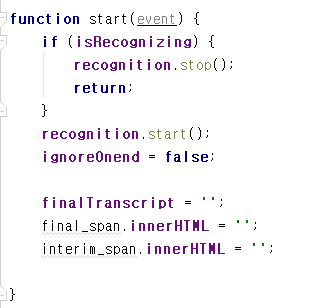 function start(event) {
    if (isRecognizing) {
        recognition.stop();
        return;
    }
    recognition.start();
    ignoreOnend = false;

    finalTranscript = '';
    final_span.innerHTML = '';
    interim_span.innerHTML = '';

}